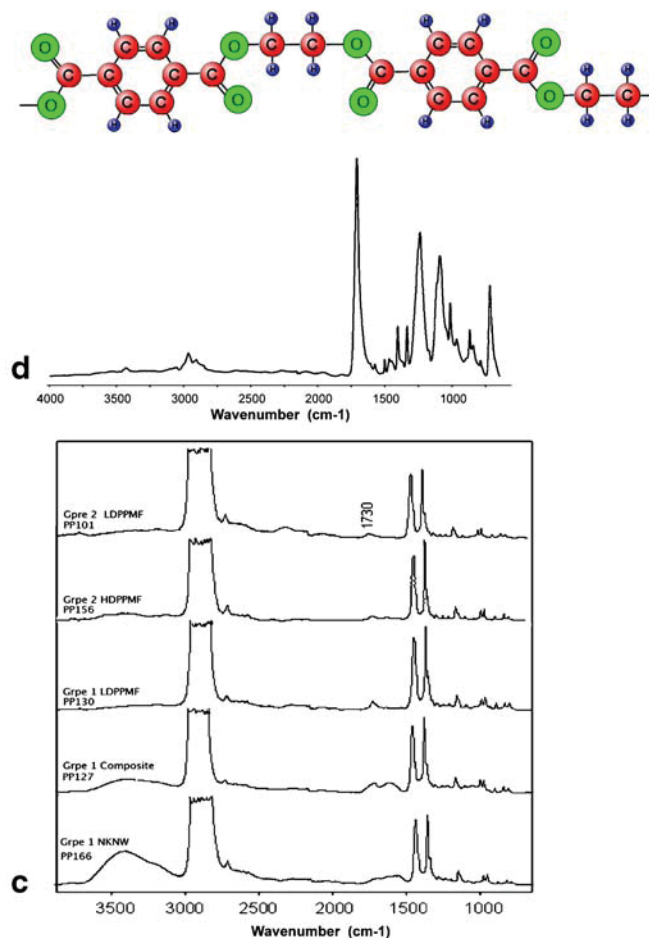 H H H H H H
O C C O C C O C C O
C C C C H H C C C C H H
O C C O O C C O C C
H H H H H H
d
4000 3500 3000 2500 2000 1500 1000
Wavenumber (cm-1)
1730
Gpre 2 LDPPMF
PP101
Grpe 2 HDPPMF
PP156
Grpe 1 LDPPMF
PP130
Grpe 1 Composite
PP127
Grpe 1 NKNW
PP166
c
3500 3000 2500 2000 1500 1000
Wavenumber (cm-1)